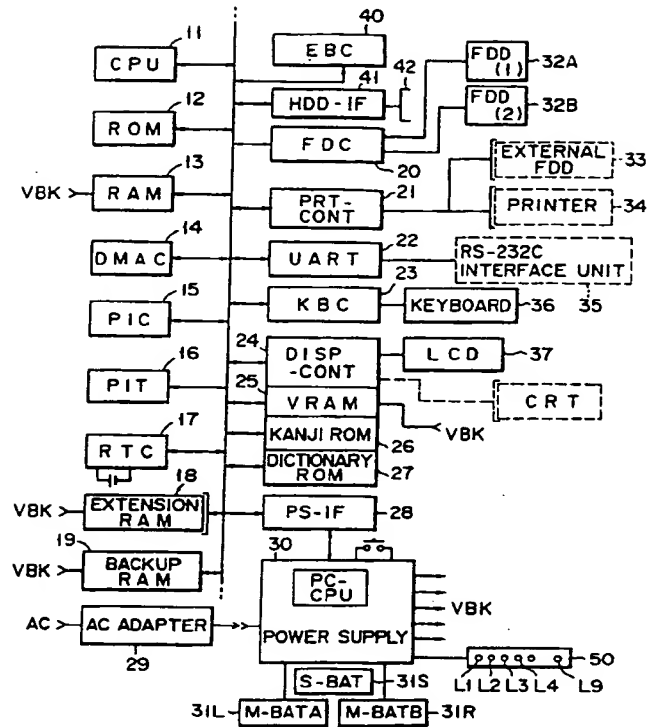 40
EBC
11
CPU
41
42
HDD-IF
FDD
(1)
32A
FDD
(2)
32B
12
ROM
FDC
20
13
VBK
RAM
EXTERNAL
FDD
33
21
PRT-
CONT
PRINTER
34
14
DMAC
22
UART
RS-232C
INTERFACE UNIT
35
15
PIC
23
KBC
KEYBOARD
36
24
DISP
-CONT
LCD
37
16
PIT
25
VRAM
CRT
VBK
KANJI ROM
26
17
RTC
DICTIONARY
ROM
27
18
VBK
EXTENSION
RAM
PS-IF
28
19
VBK
BACKUP
RAM
30
PC-
CPU
VBK
AC
AC ADAPTER
29
POWER SUPPLY
50
L1 L2 L3 L4 L9
S-BAT
31S
31L
M-BATA
M-BATB
31R